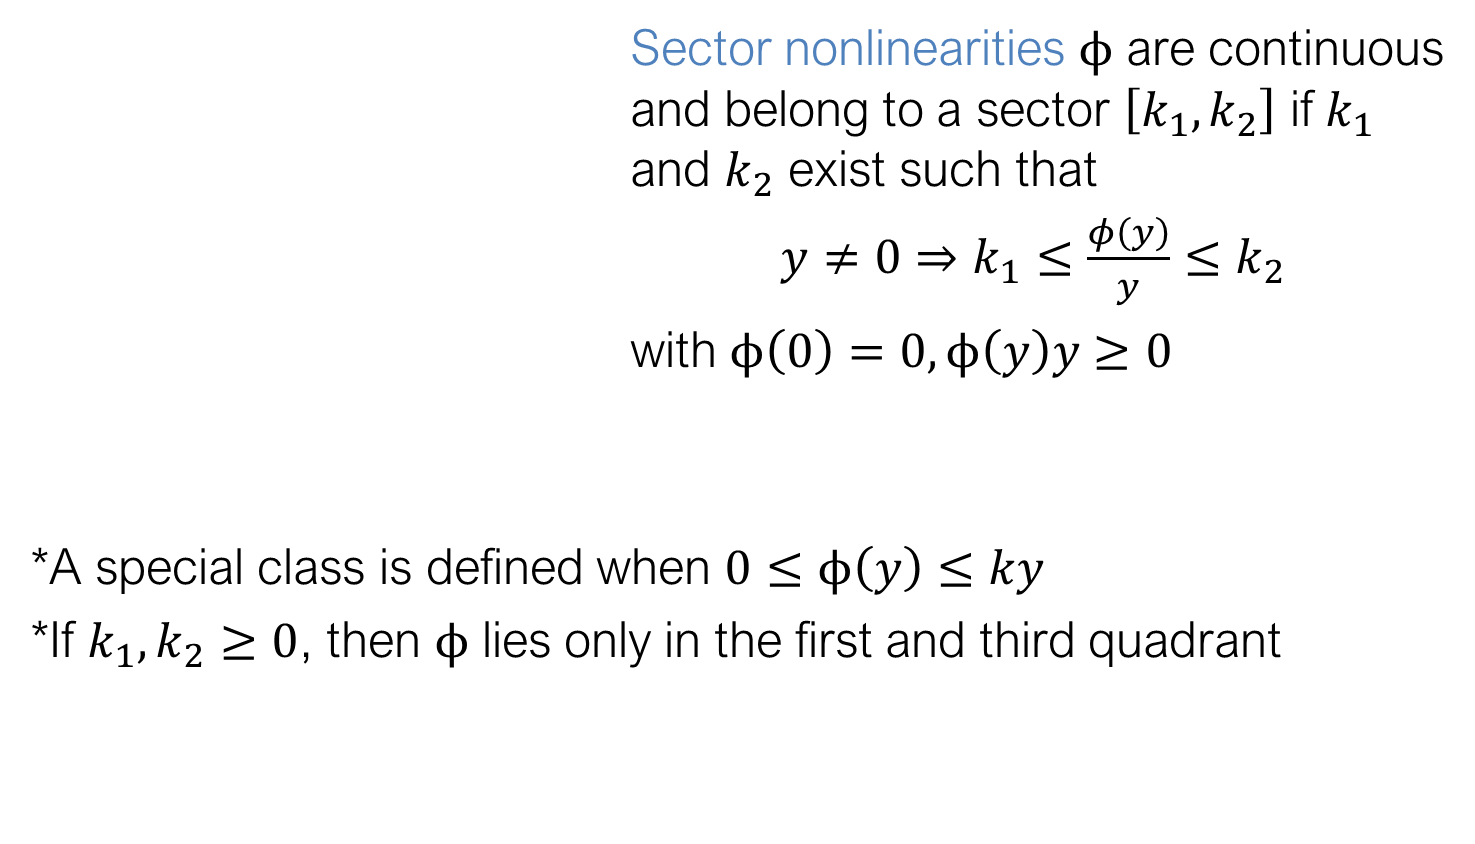 Sector nonlinearities ϕ are continuous
and belong to a sector [k₁, k₂] if k₁
and k₂ exist such that
y ≠ 0 ⇒ k₁ ≤ ϕ(y)/y ≤ k₂
with ϕ(0) = 0, ϕ(y)y ≥ 0
*A special class is defined when 0 ≤ ϕ(y) ≤ ky
*If k₁, k₂ ≥ 0, then ϕ lies only in the first and third quadrant